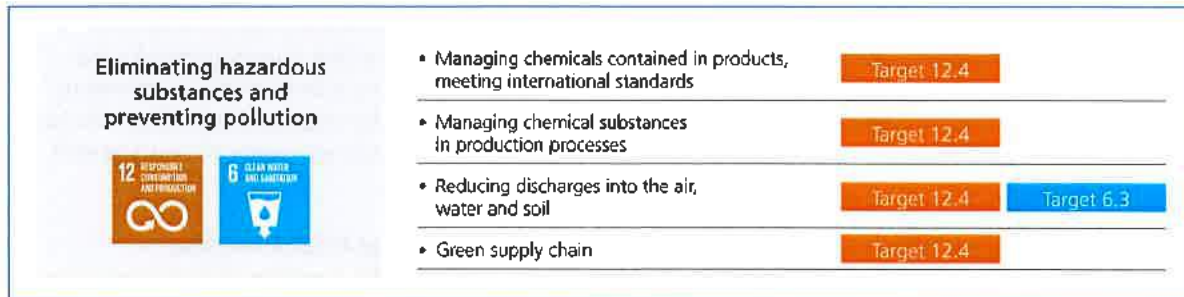 Eliminating hazardous
substances and
preventing pollution
12 RESPONSIBLE
CONSUMPTION
AND PRODUCTION
6 CLEAN WATER
AND SANITATION
• Managing chemicals contained in products,
meeting international standards
Target 12.4
• Managing chemical substances
in production processes
Target 12.4
• Reducing discharges into the air,
water and soil
Target 12.4
Target 6.3
• Green supply chain
Target 12.4